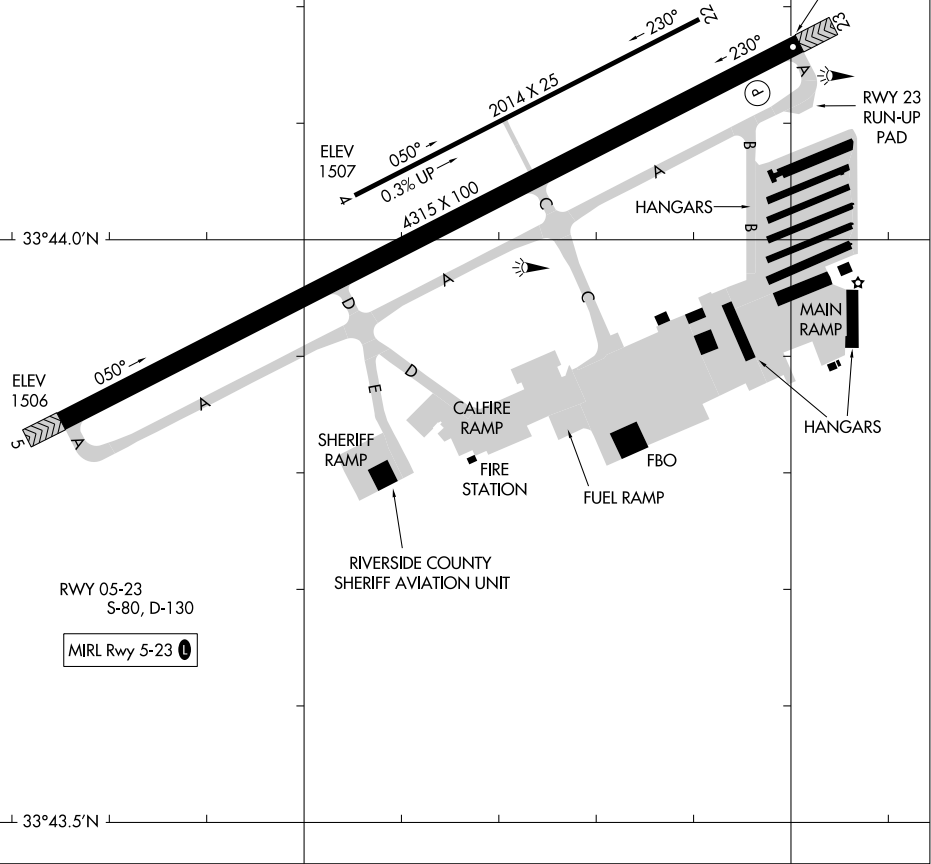 22
230°
23
230°
A
P
RWY 23
RUN-UP
PAD
2014 X 25
ELEV
1507
050°
0.3% UP
4
4315 X 100
A
B
HANGARS
B
C
33°44.0'N
A
C
D
MAIN
RAMP
050°
ELEV
1506
5
A
A
D
E
CALFIRE
RAMP
HANGARS
SHERIFF
RAMP
FIRE
STATION
FBO
FUEL RAMP
RIVERSIDE COUNTY
SHERIFF AVIATION UNIT
RWY 05-23
S-80, D-130
MIRL Rwy 5-23 L
33°43.5'N